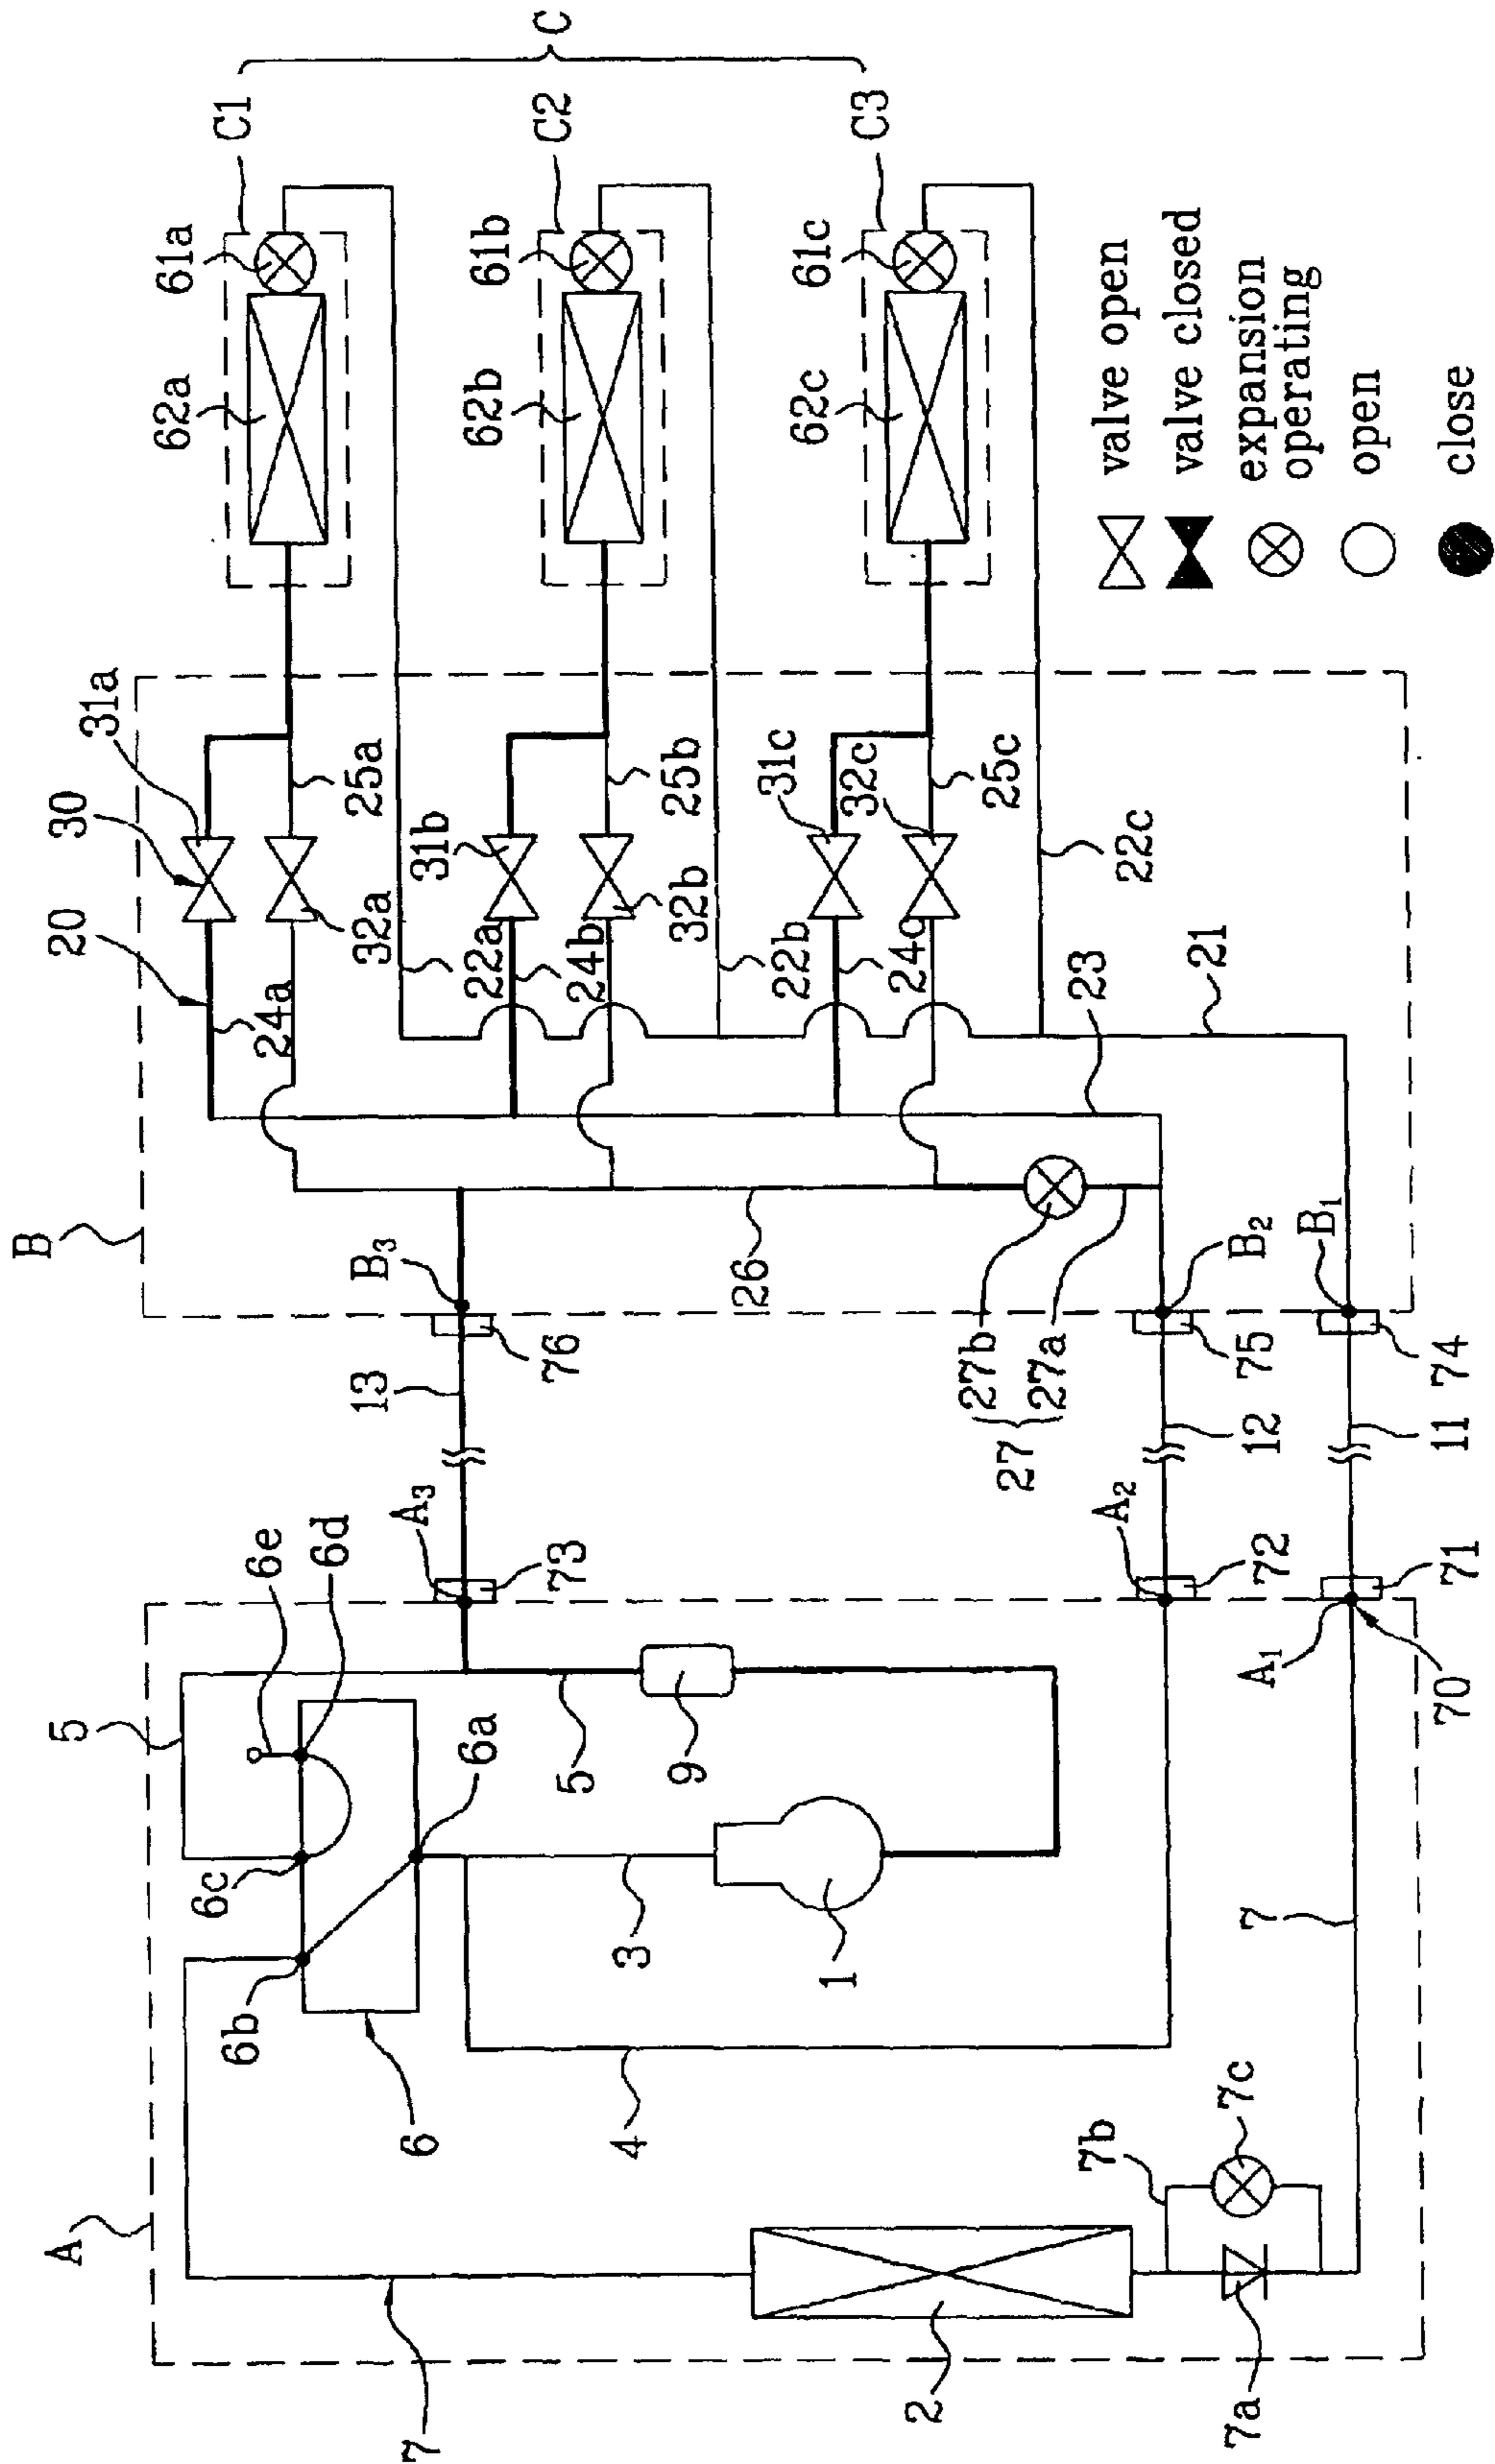 A
7
2
7a
7b
7c
7
4
6
6b
6c
6a
6d
6e
5
3
1
5
9
A₃
73
A₂
72
A₁
71
70
13
12
11
B
B₃
76
B₂
75
B₁
74
27
27b
27a
26
23
21
20
30
31a
24a
32a
25a
22a
31b
24b
32b
25b
22b
31c
24c
32c
25c
22c
C
C1
61a
62a
C2
61b
62b
C3
61c
62c
valve open
valve closed
expansion
operating
open
close